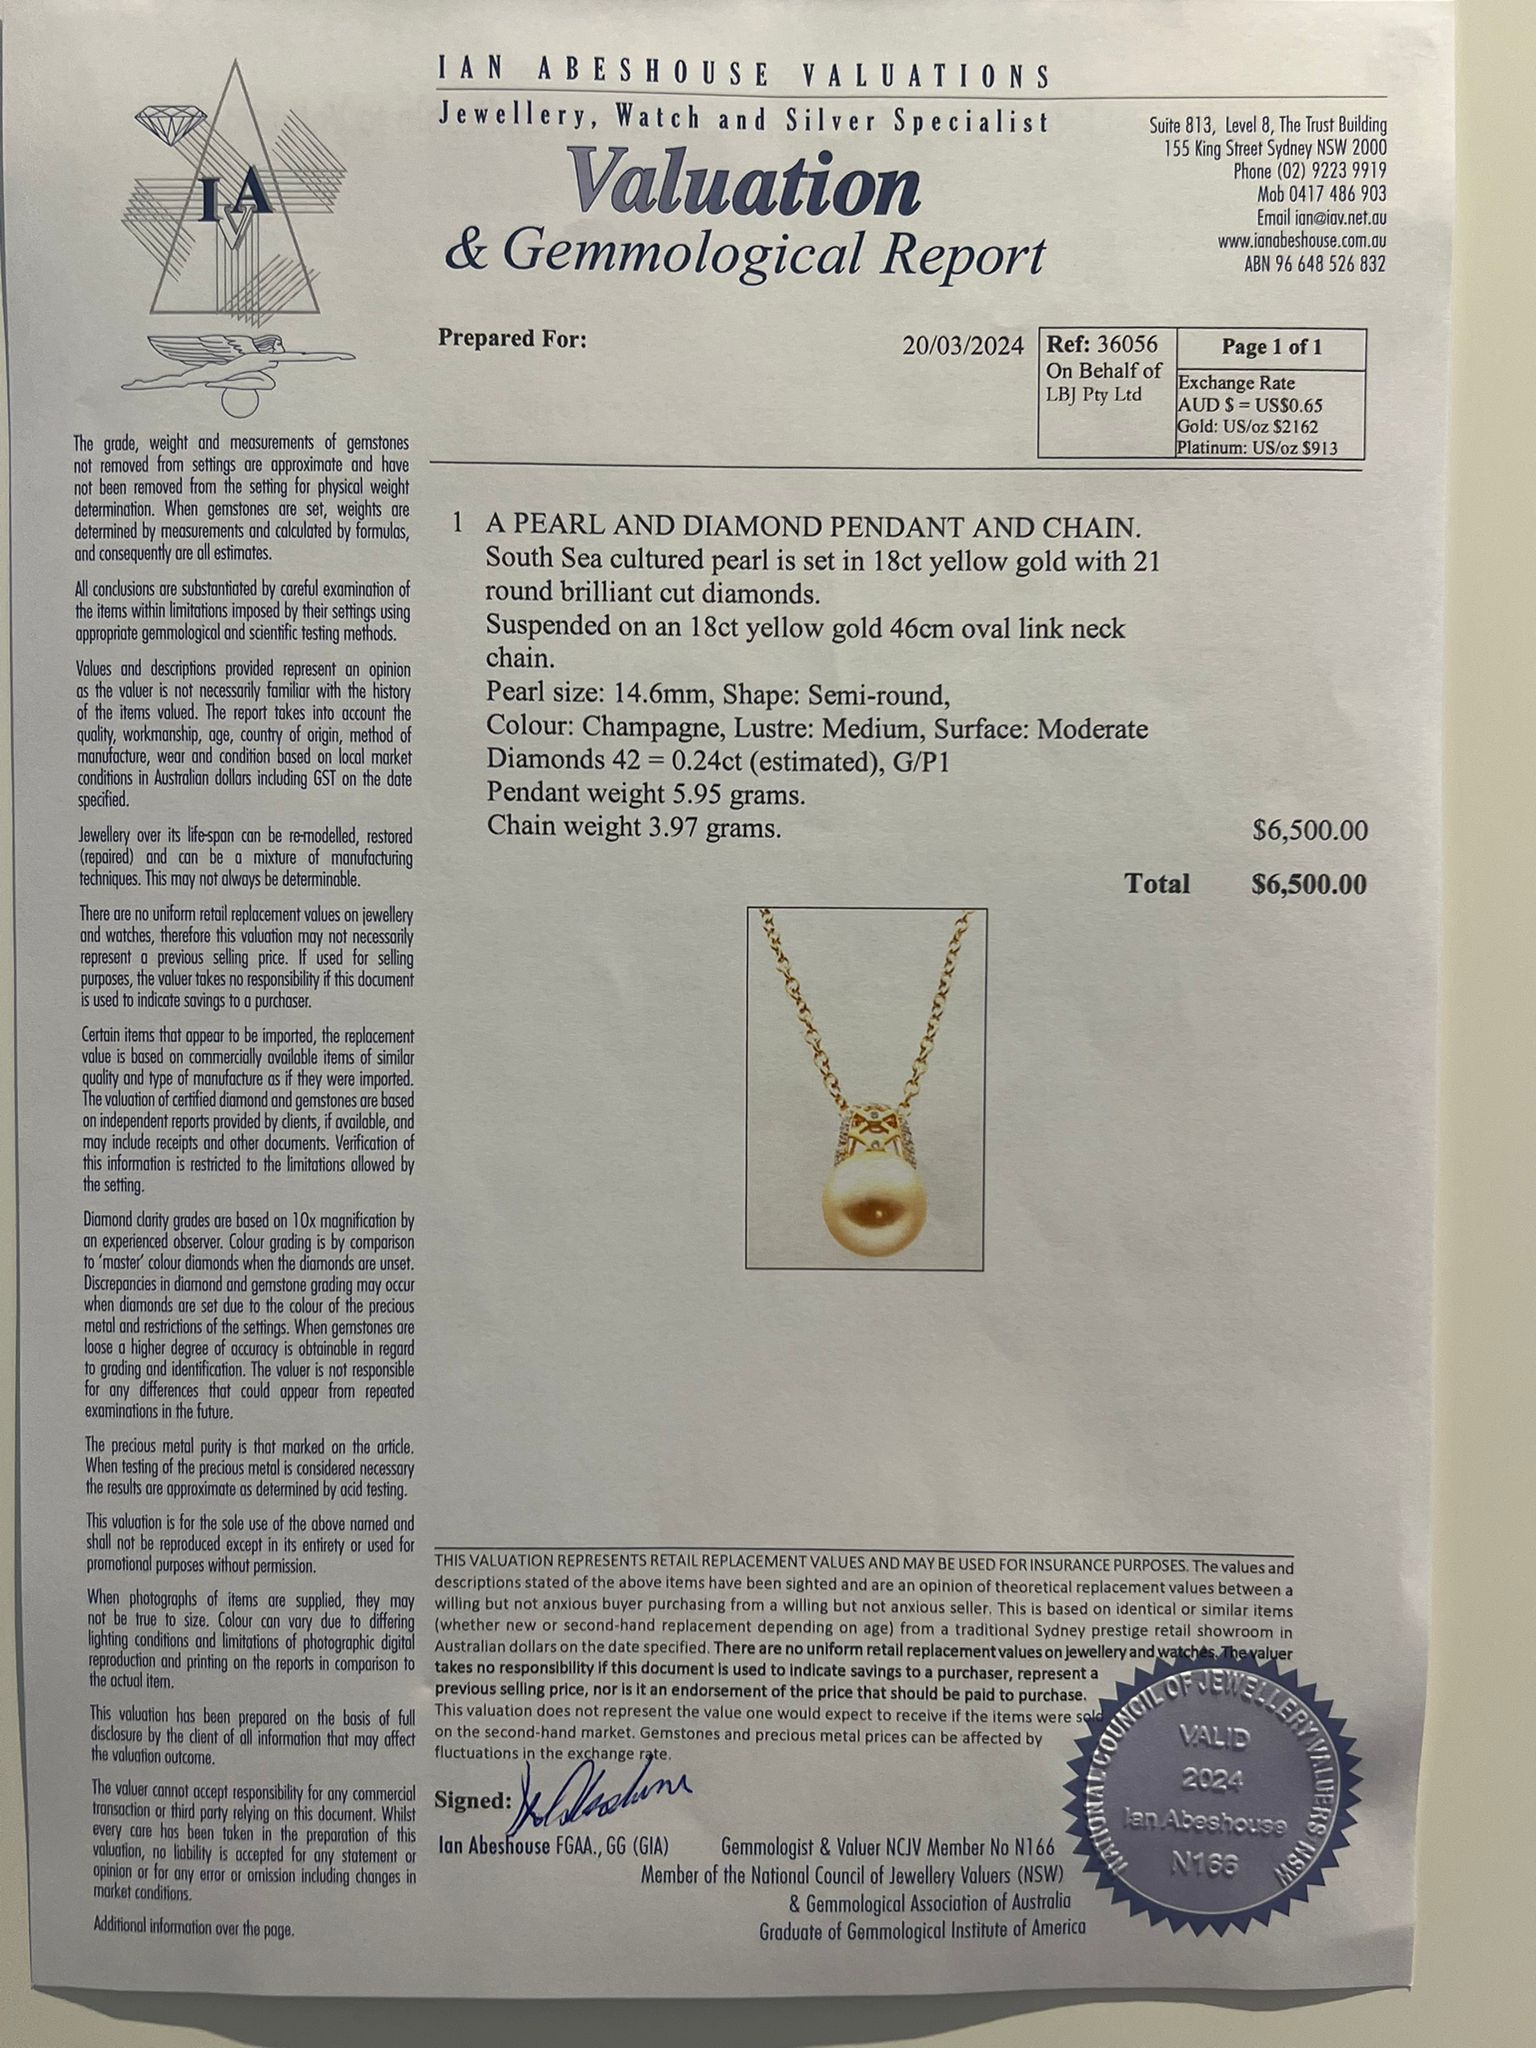 IAN ABESHOUSE VALUATIONS
Jewellery, Watch and Silver Specialist
Valuation
& Gemmological Report
Suite 813, Level 8, The Trust Building
155 King Street Sydney NSW 2000
Phone (02) 9223 9919
Mob 0417 486 903
Email ian@iav.net.au
www.ianabeshouse.com.au
ABN 96 648 526 832
IVA
Prepared For:
20/03/2024
Ref: 36056
On Behalf of
LBJ Pty Ltd
Page 1 of 1
Exchange Rate
AUD $ = US$0.65
Gold: US/oz $2162
Platinum: US/oz $913
The grade, weight and measurements of gemstones
not removed from settings are approximate and have
not been removed from the setting for physical weight
determination. When gemstones are set, weights are
determined by measurements and calculated by formulas,
and consequently are all estimates.
All conclusions are substantiated by careful examination of
the items within limitations imposed by their settings using
appropriate gemmological and scientific testing methods.
Values and descriptions provided represent an opinion
as the valuer is not necessarily familiar with the history
of the items valued. The report takes into account the
quality, workmanship, age, country of origin, method of
manufacture, wear and condition based on local market
conditions in Australian dollars including GST on the date
specified.
Jewellery over its life-span can be re-modelled, restored
(repaired) and can be a mixture of manufacturing
techniques. This may not always be determinable.
There are no uniform retail replacement values on jewellery
and watches, therefore this valuation may not necessarily
represent a previous selling price. If used for selling
purposes, the valuer takes no responsibility if this document
is used to indicate savings to a purchaser.
Certain items that appear to be imported, the replacement
value is based on commercially available items of similar
quality and type of manufacture as if they were imported.
The valuation of certified diamond and gemstones are based
on independent reports provided by clients, if available, and
may include receipts and other documents. Verification of
this information is restricted to the limitations allowed by
the setting.
Diamond clarity grades are based on 10x magnification by
an experienced observer. Colour grading is by comparison
to 'master' colour diamonds when the diamonds are unset.
Discrepancies in diamond and gemstone grading may occur
when diamonds are set due to the colour of the precious
metal and restrictions of the settings. When gemstones are
loose a higher degree of accuracy is obtainable in regard
to grading and identification. The valuer is not responsible
for any differences that could appear from repeated
examinations in the future.
The precious metal purity is that marked on the article.
When testing of the precious metal is considered necessary
the results are approximate as determined by acid testing.
This valuation is for the sole use of the above named and
shall not be reproduced except in its entirety or used for
promotional purposes without permission.
When photographs of items are supplied, they may
not be true to size. Colour can vary due to differing
lighting conditions and limitations of photographic digital
reproduction and printing on the reports in comparison to
the actual item.
This valuation has been prepared on the basis of full
disclosure by the client of all information that may affect
the valuation outcome.
The valuer cannot accept responsibility for any commercial
transaction or third party relying on this document. Whilst
every care has been taken in the preparation of this
valuation, no liability is accepted for any statement or
opinion or for any error or omission including changes in
market conditions.
Additional information over the page.
1 A PEARL AND DIAMOND PENDANT AND CHAIN.
South Sea cultured pearl is set in 18ct yellow gold with 21
round brilliant cut diamonds.
Suspended on an 18ct yellow gold 46cm oval link neck
chain.
Pearl size: 14.6mm, Shape: Semi-round,
Colour: Champagne, Lustre: Medium, Surface: Moderate
Diamonds 42 = 0.24ct (estimated), G/P1
Pendant weight 5.95 grams.
Chain weight 3.97 grams. $6,500.00
Total $6,500.00
THIS VALUATION REPRESENTS RETAIL REPLACEMENT VALUES AND MAY BE USED FOR INSURANCE PURPOSES. The values and
descriptions stated of the above items have been sighted and are an opinion of theoretical replacement values between a
willing but not anxious buyer purchasing from a willing but not anxious seller. This is based on identical or similar items
(whether new or second-hand replacement depending on age) from a traditional Sydney prestige retail showroom in
Australian dollars on the date specified. There are no uniform retail replacement values on jewellery and watches. The valuer
takes no responsibility if this document is used to indicate savings to a purchaser, represent a
previous selling price, nor is it an endorsement of the price that should be paid to purchase.
This valuation does not represent the value one would expect to receive if the items were sold
on the second-hand market. Gemstones and precious metal prices can be affected by
fluctuations in the exchange rate.
Signed:
Ian Abeshouse FGAA., GG (GIA) Gemmologist & Valuer NCJV Member No N166
Member of the National Council of Jewellery Valuers (NSW)
& Gemmological Association of Australia
Graduate of Gemmological Institute of America
NATIONAL COUNCIL OF JEWELLERY VALUERS NSW
VALID
2024
Ian Abeshouse
N166